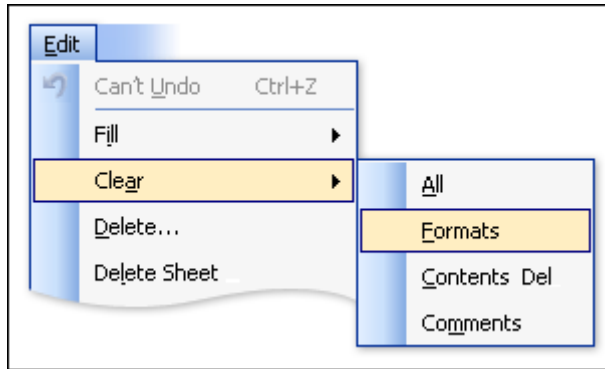 Edit
Can't Undo Ctrl+Z
Fill
Clear
All
Delete...
Formats
Delete Sheet
Contents Del
Comments